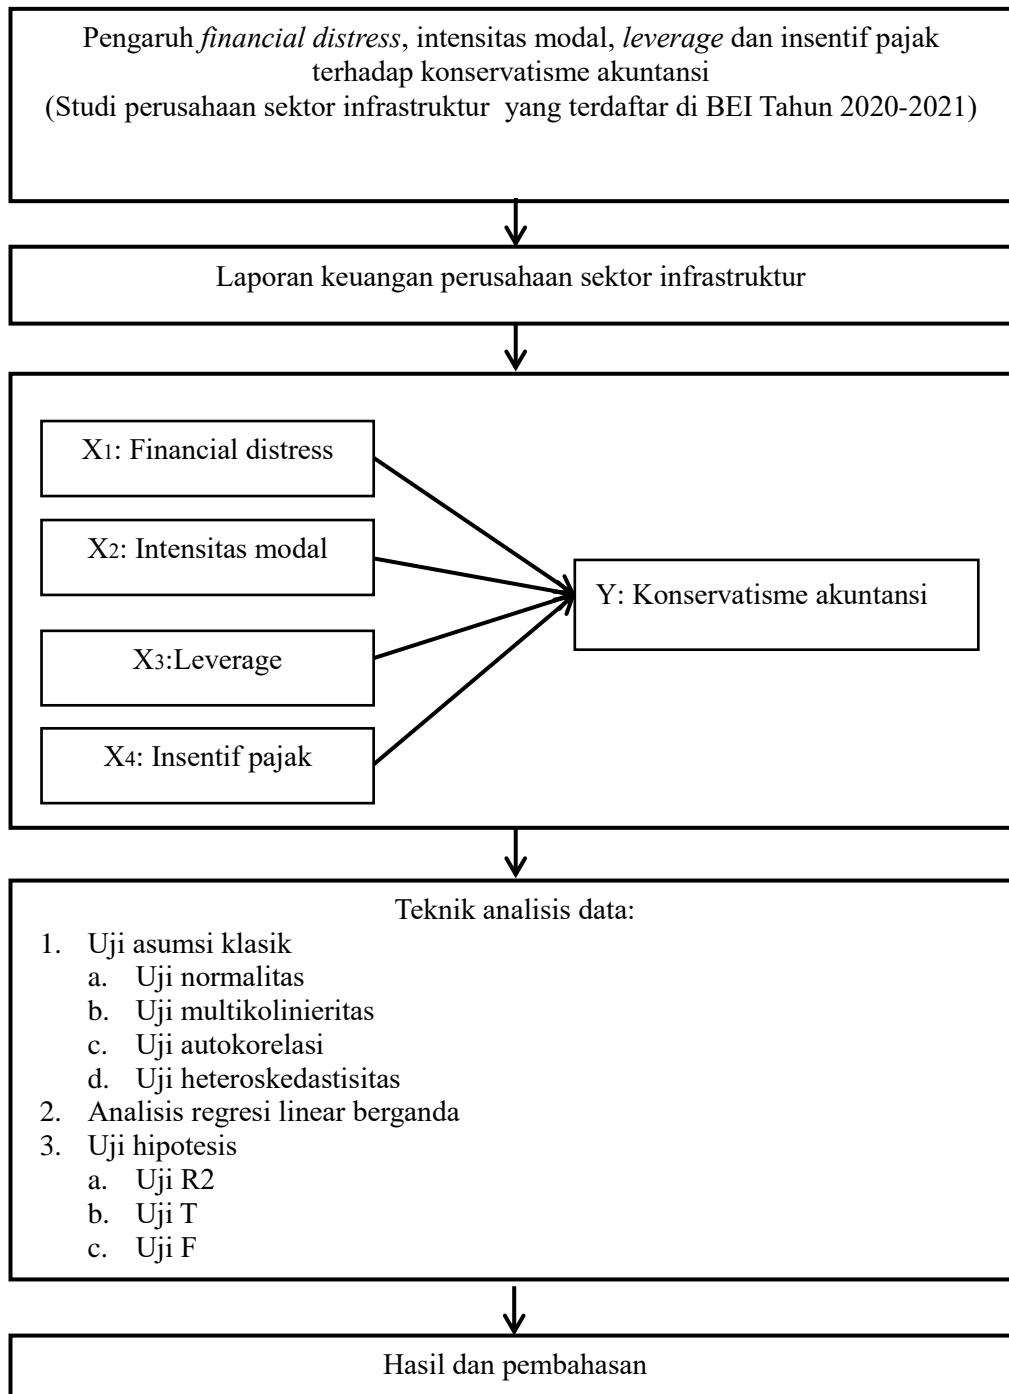 Pengaruh financial distress, intensitas modal, leverage dan insentif pajak
terhadap konservatisme akuntansi
(Studi perusahaan sektor infrastruktur yang terdaftar di BEI Tahun 2020-2021)
Laporan keuangan perusahaan sektor infrastruktur
X1: Financial distress
X2: Intensitas modal
X3:Leverage
X4: Insentif pajak
Y: Konservatisme akuntansi
Teknik analisis data:
1. Uji asumsi klasik
a. Uji normalitas
b. Uji multikolinieritas
c. Uji autokorelasi
d. Uji heteroskedastisitas
2. Analisis regresi linear berganda
3. Uji hipotesis
a. Uji R2
b. Uji T
c. Uji F
Hasil dan pembahasan